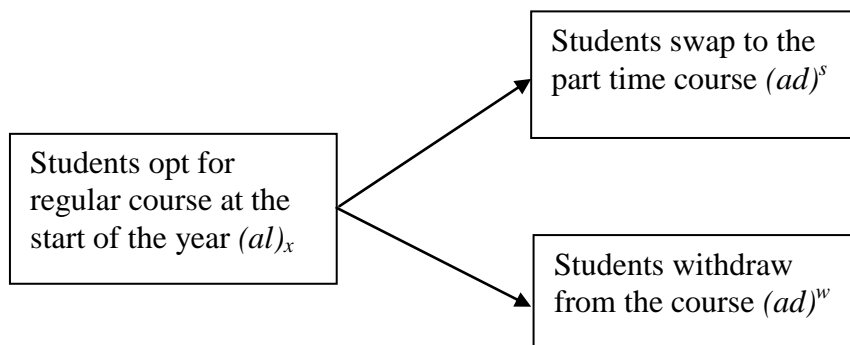 Students swap to the
part time course (ad)ˢ
Students opt for
regular course at the
start of the year (al)ₓ
Students withdraw
from the course (ad)ʷ